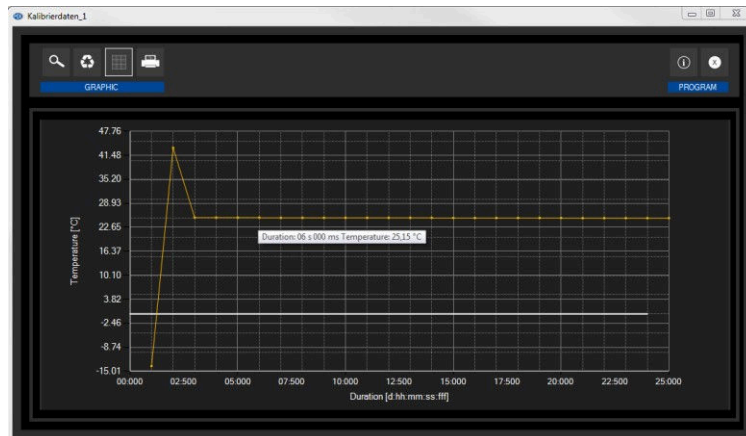 Kalibrierdaten_1
GRAPHIC
PROGRAM
47.76
41.48
35.20
28.93
22.65
16.37
10.10
3.82
-2.46
-8.74
-15.01
Temperature [°C]
Duration: 06 s 000 ms Temperature: 25,15 °C
00:000 02:500 05:000 07:500 10:000 12:500 15:000 17:500 20:000 22:500 25:000
Duration [d:hh:mm:ss:fff]